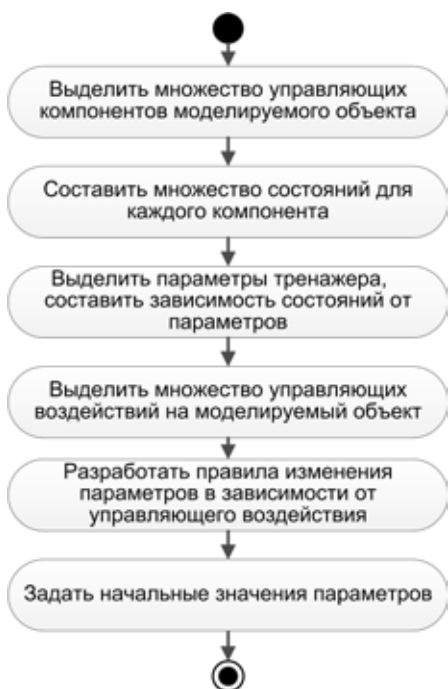 Выделить множество управляющих
компонентов моделируемого объекта
Составить множество состояний для
каждого компонента
Выделить параметры тренажера,
составить зависимость состояний от
параметров
Выделить множество управляющих
воздействий на моделируемый объект
Разработать правила изменения
параметров в зависимости от
управляющего воздействия
Задать начальные значения параметров